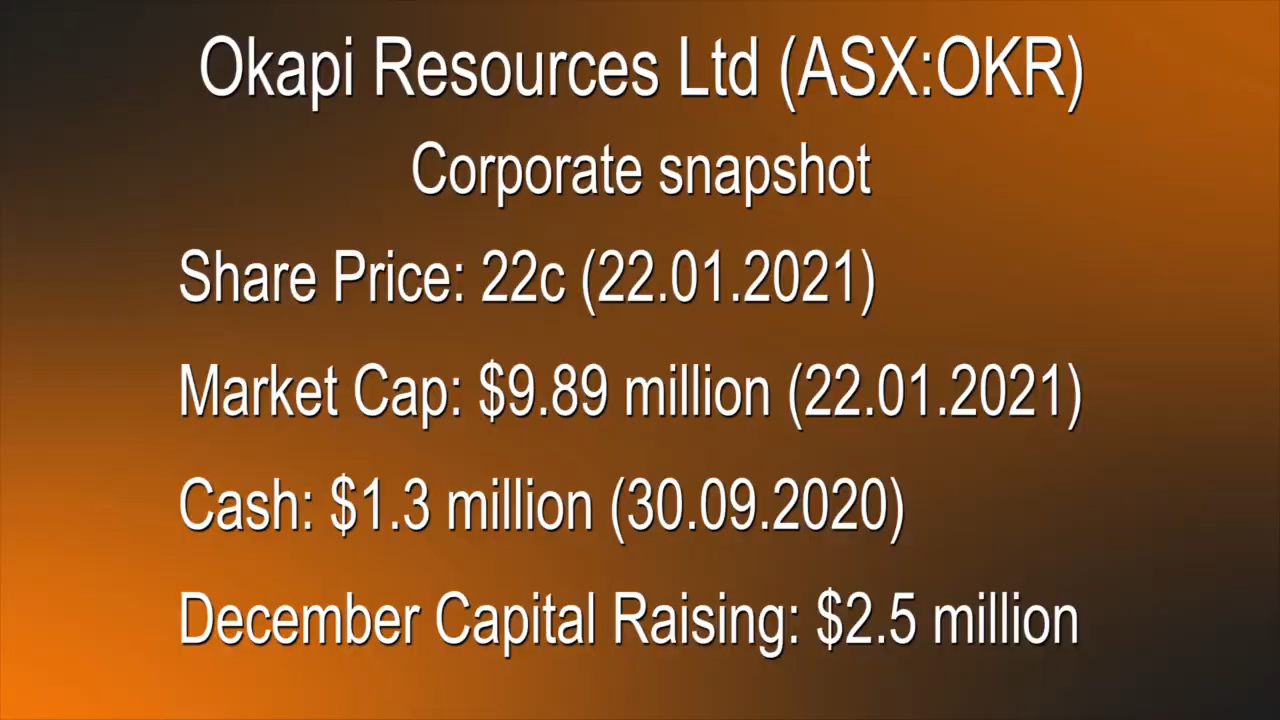 Okapi Resources Ltd (ASX:OKR)
Corporate snapshot
Share Price: 22c (22.01.2021)
Market Cap: $9.89 million (22.01.2021)
Cash: $1.3 million (30.09.2020)
December Capital Raising: $2.5 million